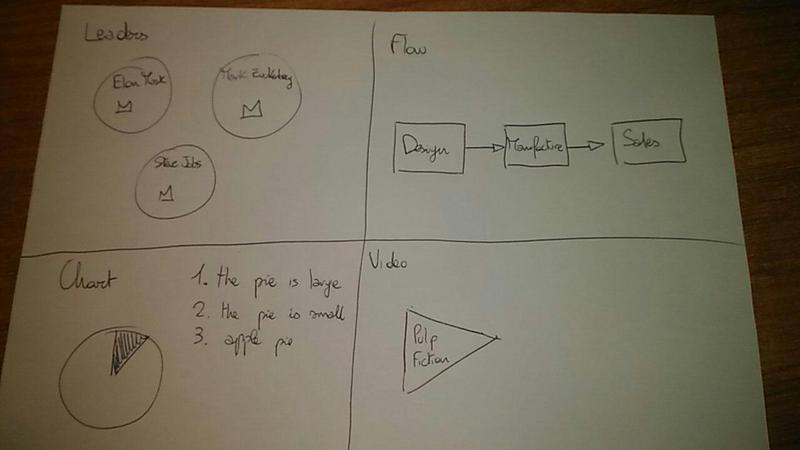 Leaders
Elon Musk
Mark Zuckerberg
Steve Jobs
Flow
Design
Manufacture
Sales
Chart
1. the pie is large
2. the pie is small
3. apple pie
Video
Pulp
Fiction